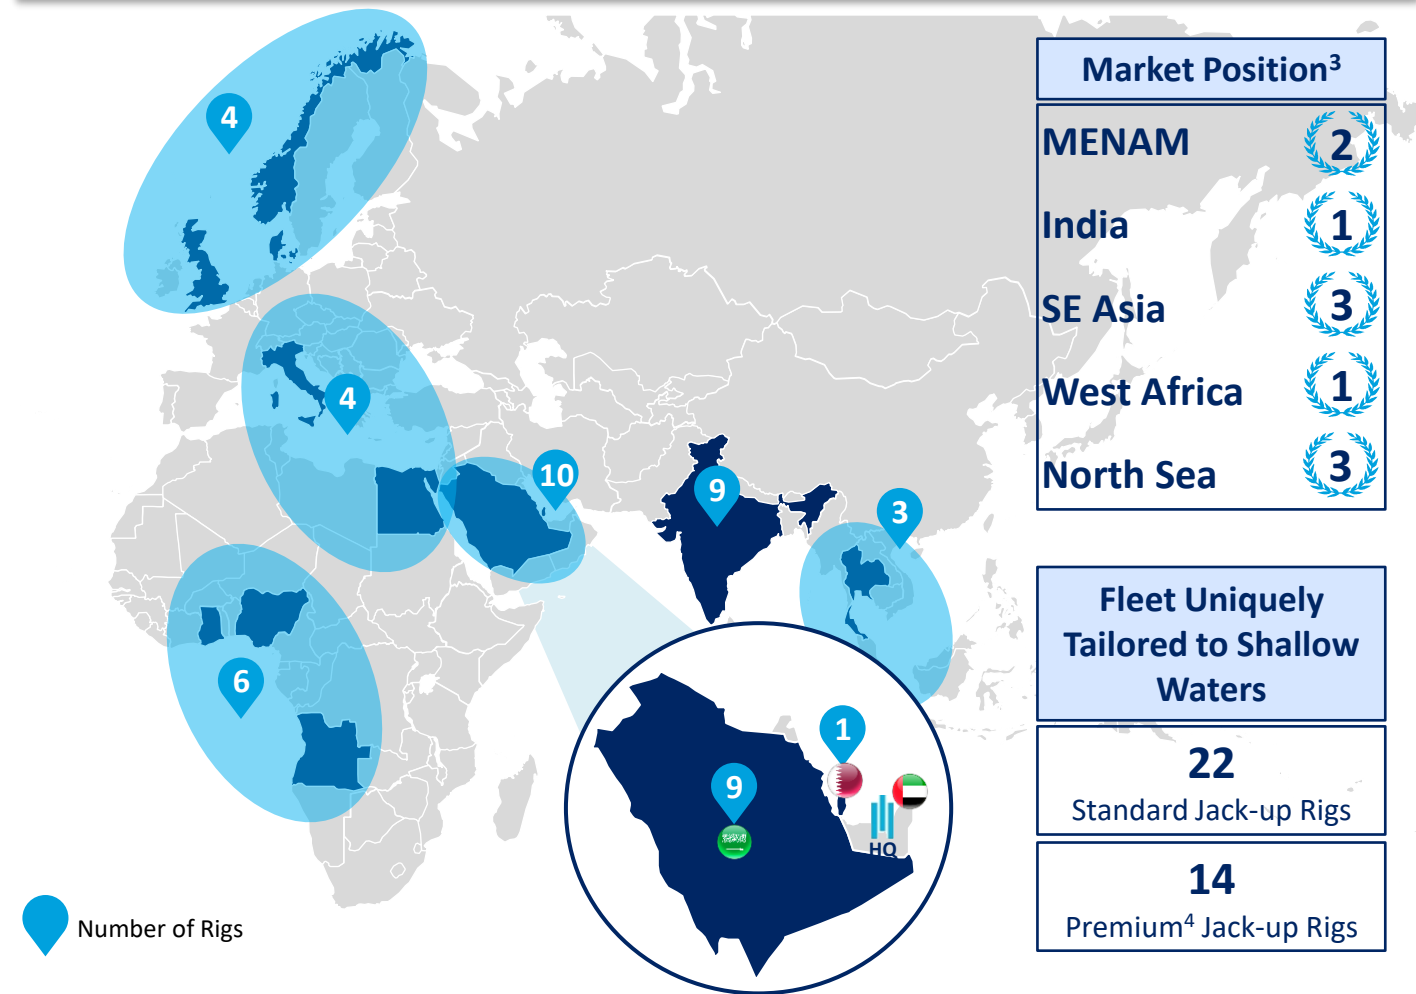 4
4
10
9
3
6
1
9
HQ
Number of Rigs
Market Position³
MENAM 2
India 1
SE Asia 3
West Africa 1
North Sea 3
Fleet Uniquely
Tailored to Shallow
Waters
22
Standard Jack-up Rigs
14
Premium⁴ Jack-up Rigs